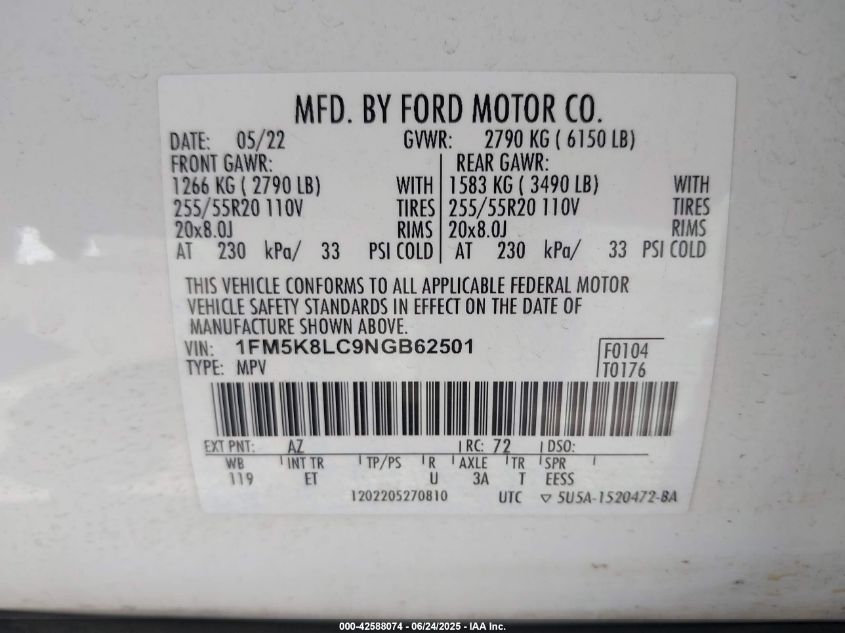 MFD. BY FORD MOTOR CO.
DATE: 05/22 GVWR: 2790 KG ( 6150 LB)
FRONT GAWR: REAR GAWR:
1266 KG ( 2790 LB) WITH 1583 KG ( 3490 LB) WITH
255/55R20 110V TIRES 255/55R20 110V TIRES
20x8.0J RIMS 20x8.0J RIMS
AT 230 kPa/ 33 PSI COLD AT 230 kPa/ 33 PSI COLD
THIS VEHICLE CONFORMS TO ALL APPLICABLE FEDERAL MOTOR
VEHICLE SAFETY STANDARDS IN EFFECT ON THE DATE OF
MANUFACTURE SHOWN ABOVE.
VIN: 1FM5K8LC9NGB62501 F0104
TYPE: MPV T0176
EXT PNT: AZ RC: 72 DSO:
WB INT TR TP/PS R AXLE TR SPR
119 ET U 3A T EESS
1202205270810 UTC ▽ 5U5A-1520472-BA
000-42588074 - 06/24/2025 - IAA Inc.